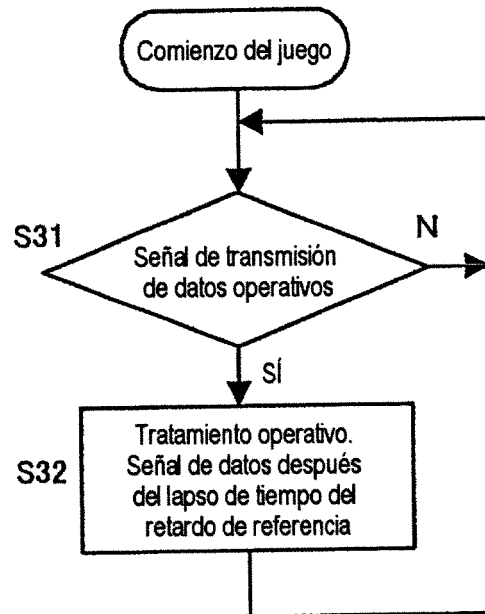 Comienzo del juego
S31
N
Señal de transmisión
de datos operativos
SÍ
S32
Tratamiento operativo.
Señal de datos después
del lapso de tiempo del
retardo de referencia